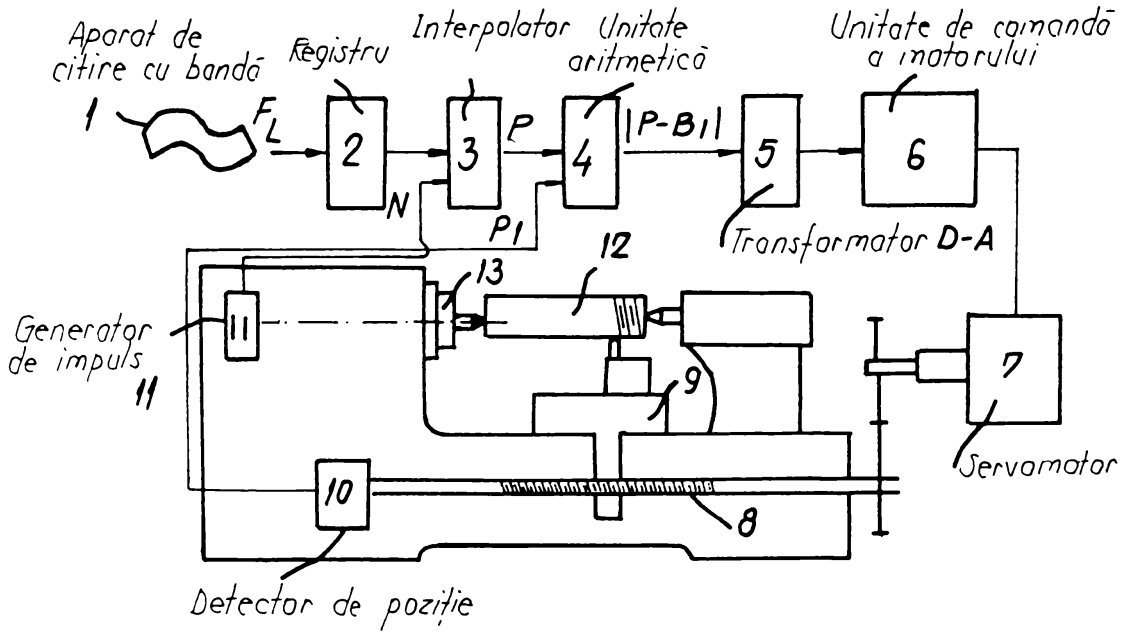 Aparat de
citire cu bandă
Registru
Interpolator
Unitate
aritmetică
Unitate de comandă
a motorului
1
FL
2
3
P
4
|P-B1|
5
6
N
P1
Transformator D-A
13
12
11
Generator
de impuls
11
9
7
Servomotor
10
8
Detector de poziție